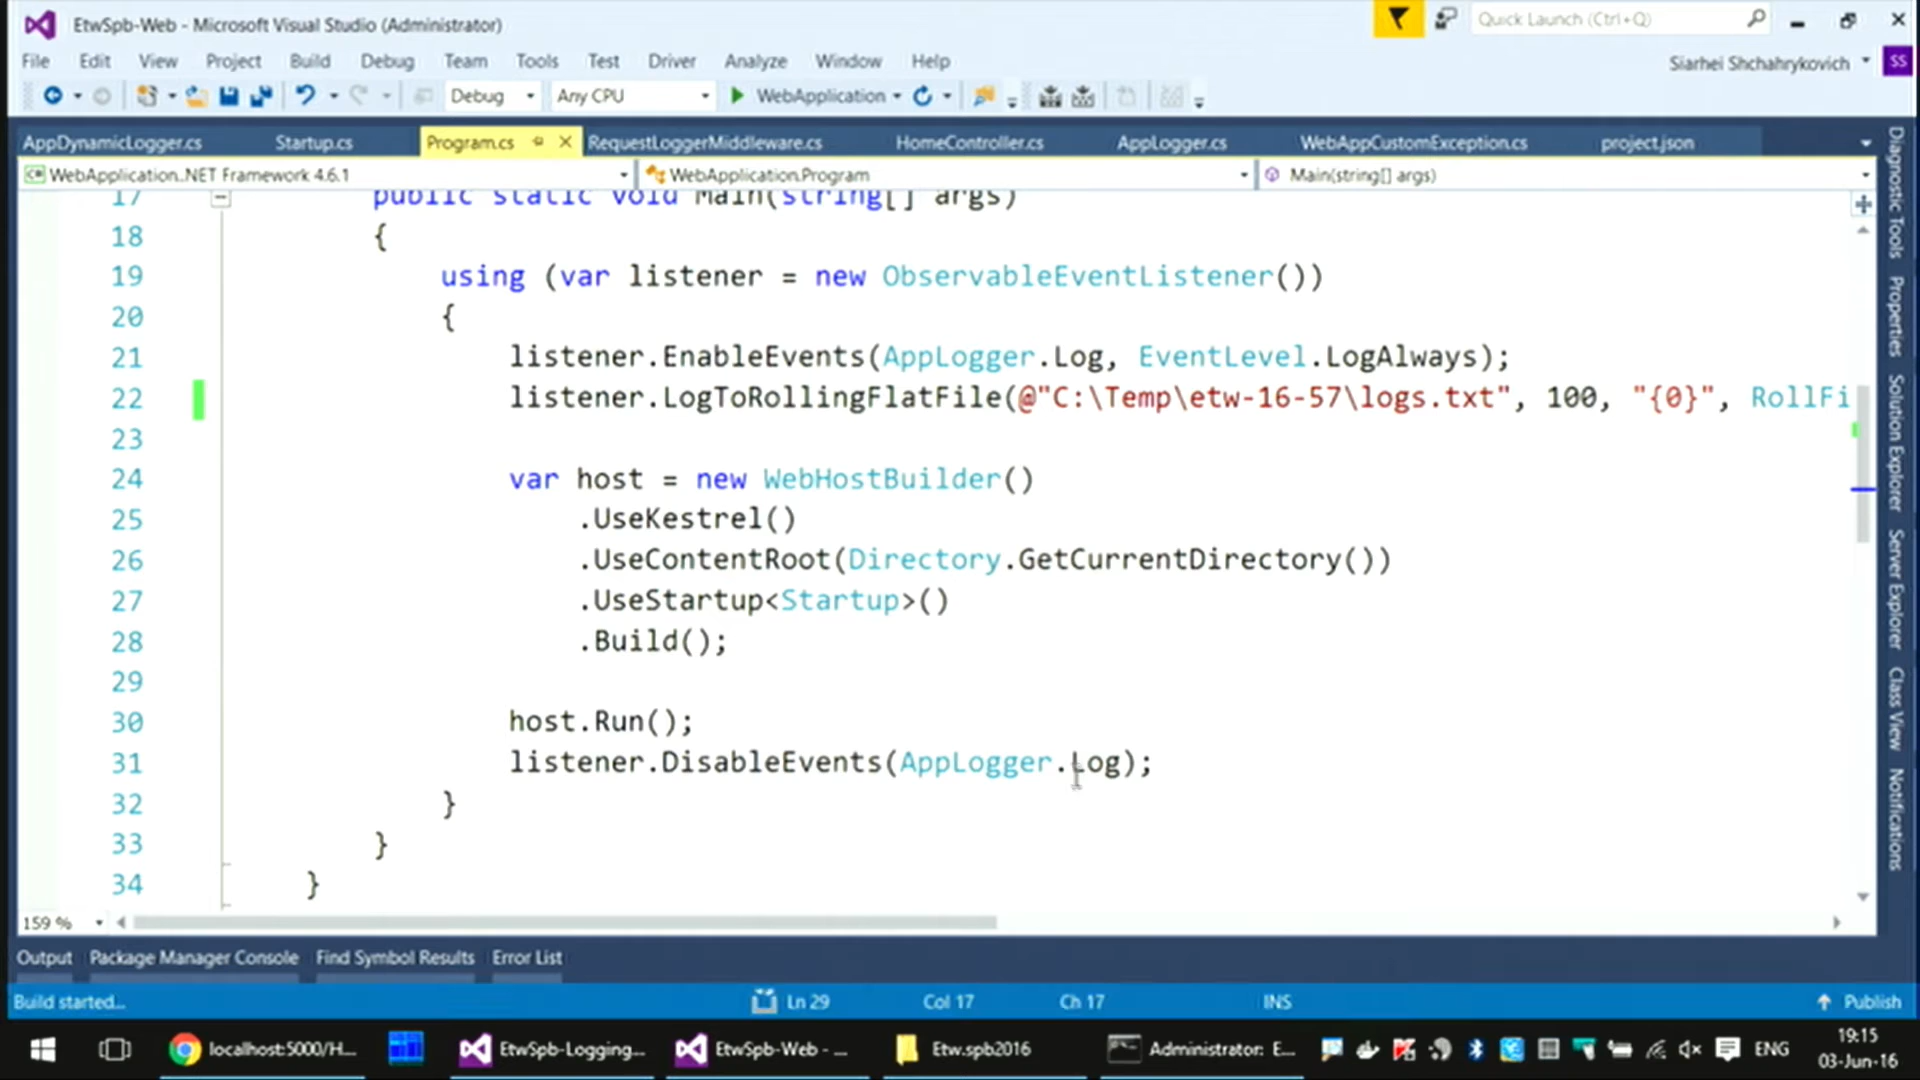 EtwSpb-Web - Microsoft Visual Studio (Administrator)
Quick Launch (Ctrl+Q)
File Edit View Project Build Debug Team Tools Test Driver Analyze Window Help
Siarhei Shchahrykovich
SS
Debug Any CPU WebApplication
AppDynamicLogger.cs Startup.cs Program.cs RequestLoggerMiddleware.cs HomeController.cs AppLogger.cs WebAppCustomException.cs project.json
WebApplication..NET Framework 4.6.1 WebApplication.Program Main(string[] args)
17 public static void Main(string[] args)
18 {
19 using (var listener = new ObservableEventListener())
20 {
21 listener.EnableEvents(AppLogger.Log, EventLevel.LogAlways);
22 listener.LogToRollingFlatFile(@"C:\Temp\etw-16-57\logs.txt", 100, "{0}", RollFi
23
24 var host = new WebHostBuilder()
25 .UseKestrel()
26 .UseContentRoot(Directory.GetCurrentDirectory())
27 .UseStartup<Startup>()
28 .Build();
29
30 host.Run();
31 listener.DisableEvents(AppLogger.Log);
32 }
33 }
34 }
159 %
Diagnostic Tools
Properties
Solution Explorer
Server Explorer
Class View
Notifications
Output Package Manager Console Find Symbol Results Error List
Build started... Ln 29 Col 17 Ch 17 INS Publish
localhost:5000/H... EtwSpb-Logging... EtwSpb-Web - ... Etw.spb2016 Administrator: E... ENG
19:15
03-Jun-16